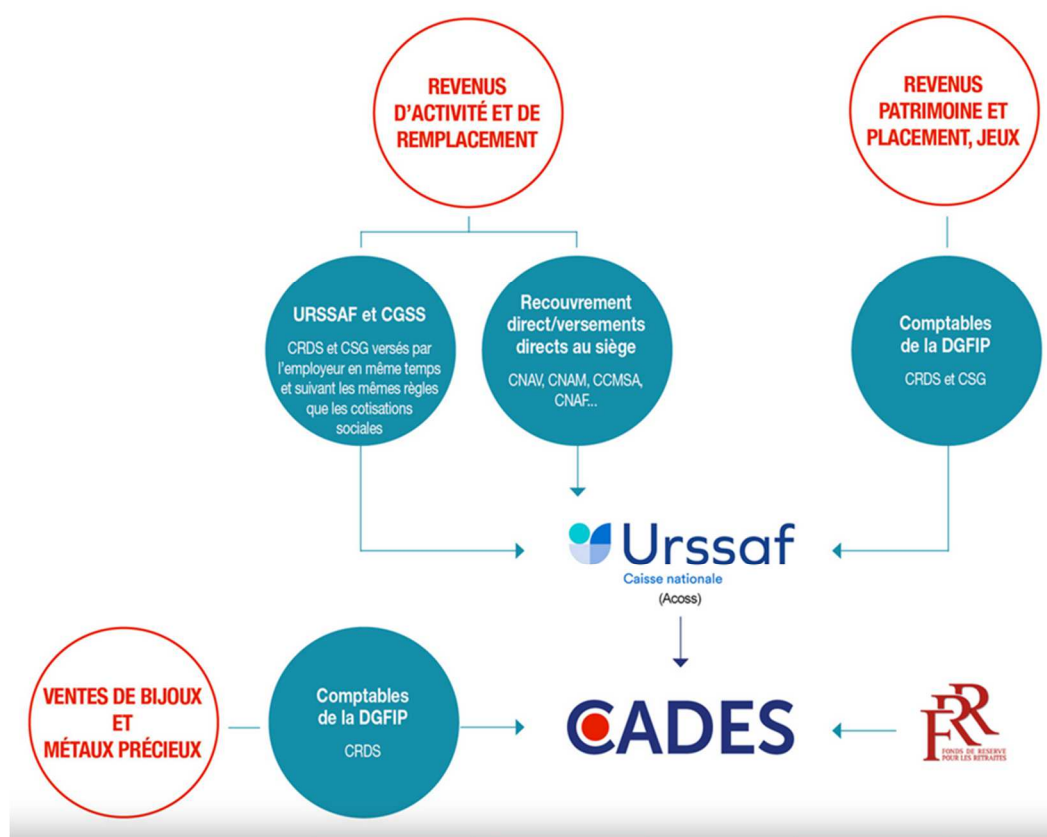 REVENUS
D'ACTIVITÉ ET DE
REMPLACEMENT
REVENUS
PATRIMOINE ET
PLACEMENT, JEUX
URSSAF et CGSS
CRDS et CSG versés par
l'employeur en même temps
et suivant les mêmes règles
que les cotisations
sociales
Recouvrement
direct/versements
directs au siège
CNAV, CNAM, CCMSA,
CNAF...
Comptables
de la DGFIP
CRDS et CSG
Urssaf
Caisse nationale
(Acoss)
VENTES DE BIJOUX
ET
MÉTAUX PRÉCIEUX
Comptables
de la DGFIP
CRDS
CADES
FRR
FONDS DE RESERVE
POUR LES RETRAITES